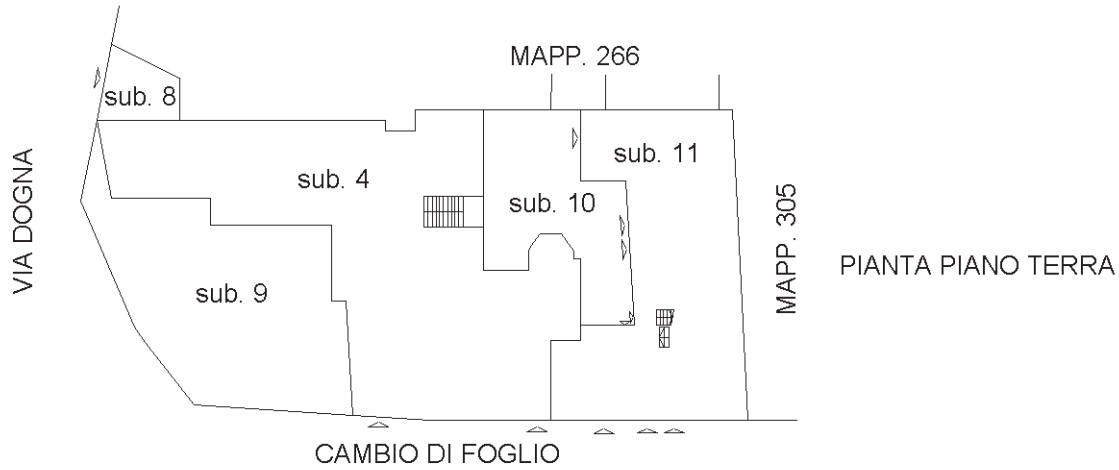 MAPP. 266
sub. 8
sub. 11
sub. 4
VIA DOGNA
sub. 10
MAPP. 305
PIANTA PIANO TERRA
sub. 9
CAMBIO DI FOGLIO